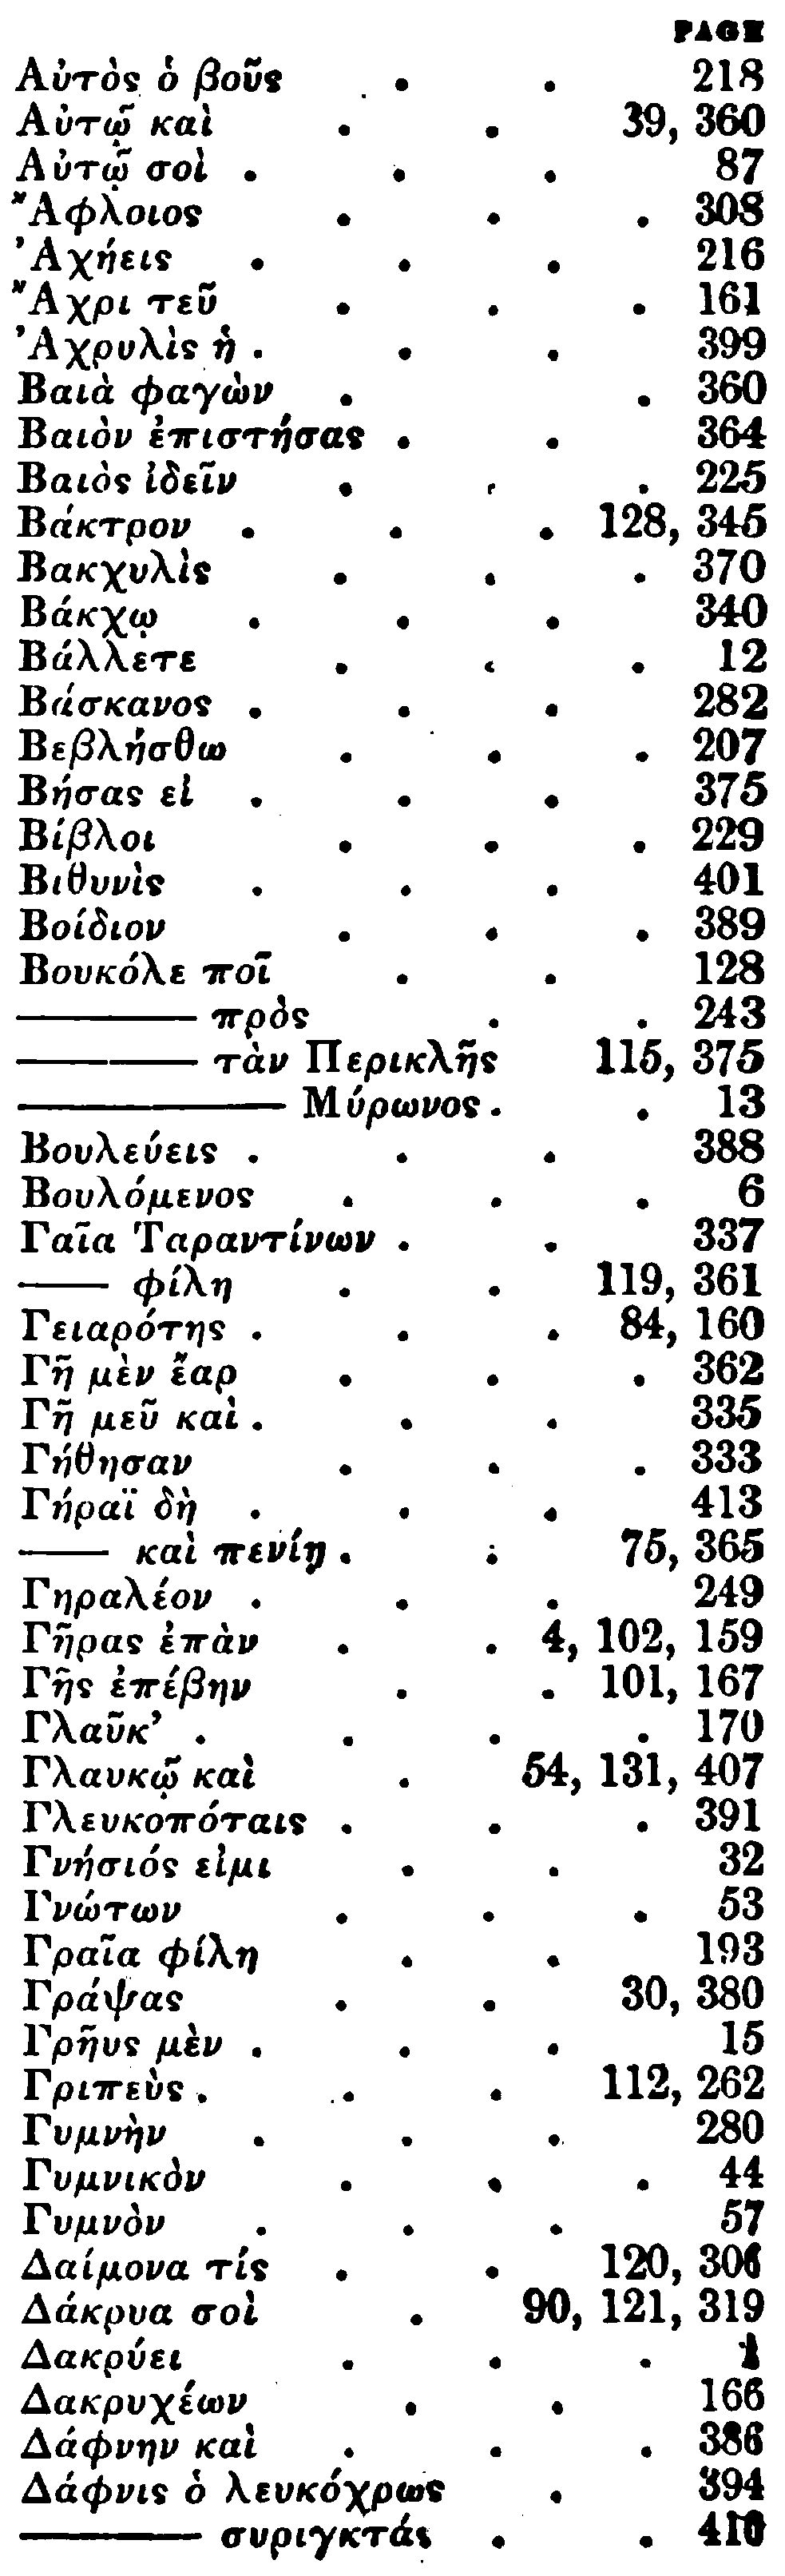 PAGE
Αὐτὸς ὁ βοῦς . . . 218
Αὐτῷ καὶ . . 39, 360
Αὐτῷ σοὶ . . . 87
Ἄφλοιος . . . 308
Ἀχήεις . . . 216
Ἄχρι τεῦ . . . 161
Ἀχρυλὶς ἡ . . . 399
Βαιὰ φαγὼν . . 360
Βαιὸν ἐπιστήσας . . 364
Βαιὸς ἰδεῖν . . . 225
Βάκτρον . . . 128, 345
Βακχυλὶς . . . 370
Βάκχῳ . . . 340
Βάλλετε . . . 12
Βάσκανος . . . 282
Βεβλήσθω . . . 207
Βήσας εἰ . . . 375
Βίβλοι . . . 229
Βιθυνὶς . . . 401
Βοίδιον . . . 389
Βουκόλε ποῖ . . 128
——— πρὸς . . 243
——— τὰν Περικλῆς 115, 375
——— Μύρωνος . . 13
Βουλεύεις . . . 388
Βουλόμενος . . . 6
Γαῖα Ταραντίνων . . 337
—— φίλη . . 119, 361
Γειαρότης . . . 84, 160
Γῆ μὲν ἔαρ . . . 362
Γῆ μεῦ καὶ . . . 335
Γήθησαν . . . 333
Γήραϊ δὴ . . . 413
—— καὶ πενίῃ . . 75, 365
Γηραλέον . . . 249
Γῆρας ἐπὰν . . 4, 102, 159
Γῆς ἐπέβην . . 101, 167
Γλαῦκ’ . . . . 170
Γλαυκῷ καὶ . 54, 131, 407
Γλευκοπόταις . . . 391
Γνήσιός εἰμι . . 32
Γνώτων . . . 53
Γραῖα φίλη . . 193
Γράψας . . 30, 380
Γρῆυς μὲν . . . 15
Γριπεὺς . . . 112, 262
Γυμνὴν . . . 280
Γυμνικὸν . . . 44
Γυμνὸν . . . 57
Δαίμονα τίς . . 120, 306
Δάκρυα σοὶ . 90, 121, 319
Δακρύει . . . 1
Δακρυχέων . . 166
Δάφνην καὶ . . . 386
Δάφνις ὁ λευκόχρως . 394
——— συριγκτάς . . 410